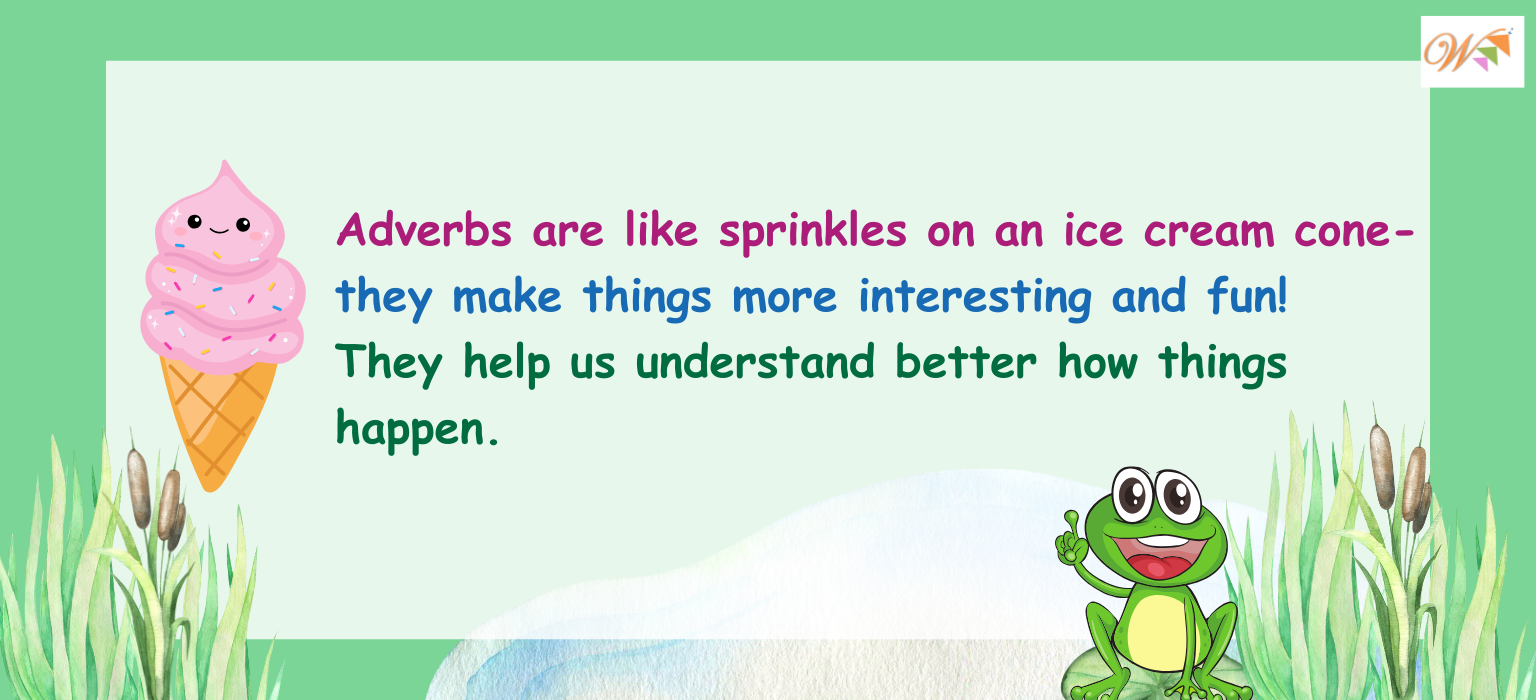 W
Adverbs are like sprinkles on an ice cream cone-
they make things more interesting and fun!
They help us understand better how things
happen.